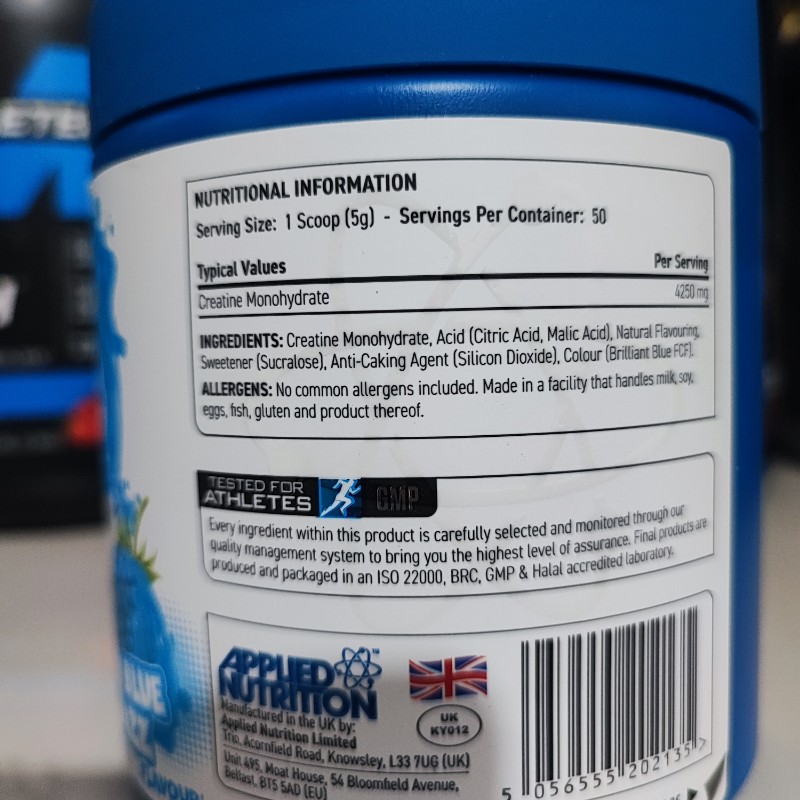 NUTRITIONAL INFORMATION
Serving Size: 1 Scoop (5g) - Servings Per Container: 50
Typical Values Per Serving
Creatine Monohydrate 4250 mg
INGREDIENTS: Creatine Monohydrate, Acid (Citric Acid, Malic Acid), Natural Flavouring,
Sweetener (Sucralose), Anti-Caking Agent (Silicon Dioxide), Colour (Brilliant Blue FCF).
ALLERGENS: No common allergens included. Made in a facility that handles milk, soy,
eggs, fish, gluten and product thereof.
TESTED FOR
ATHLETES
GMP
Every ingredient within this product is carefully selected and monitored through our
quality management system to bring you the highest level of assurance. Final products are
produced and packaged in an ISO 22000, BRC, GMP & Halal accredited laboratory.
APPLIED
NUTRITION™
Manufactured in the UK by:
Applied Nutrition Limited
Acornfield Road, Knowsley, L33 7UG (UK)
Unit 495, Moat House, 54 Bloomfield Avenue,
Belfast, BT5 5AD (EU)
UK
KY012
5 056555 202135 >
BLUE
FLAVOUR